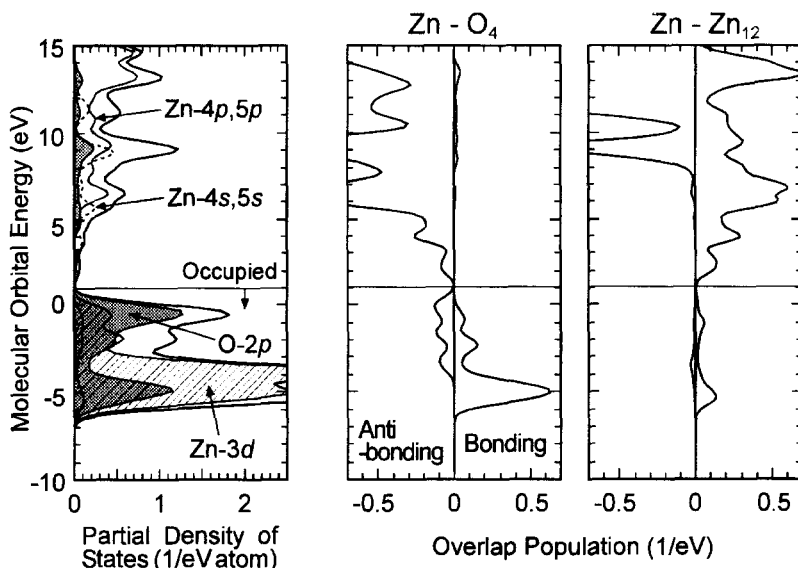 Zn - O4
Zn - Zn12
15
10
5
0
-5
-10
Molecular Orbital Energy (eV)
Zn-4p,5p
Zn-4s,5s
Occupied
O-2p
Zn-3d
Anti
-bonding
Bonding
0
1
2
-0.5
0
0.5
-0.5
0
0.5
Partial Density of
States (1/eV atom)
Overlap Population (1/eV)